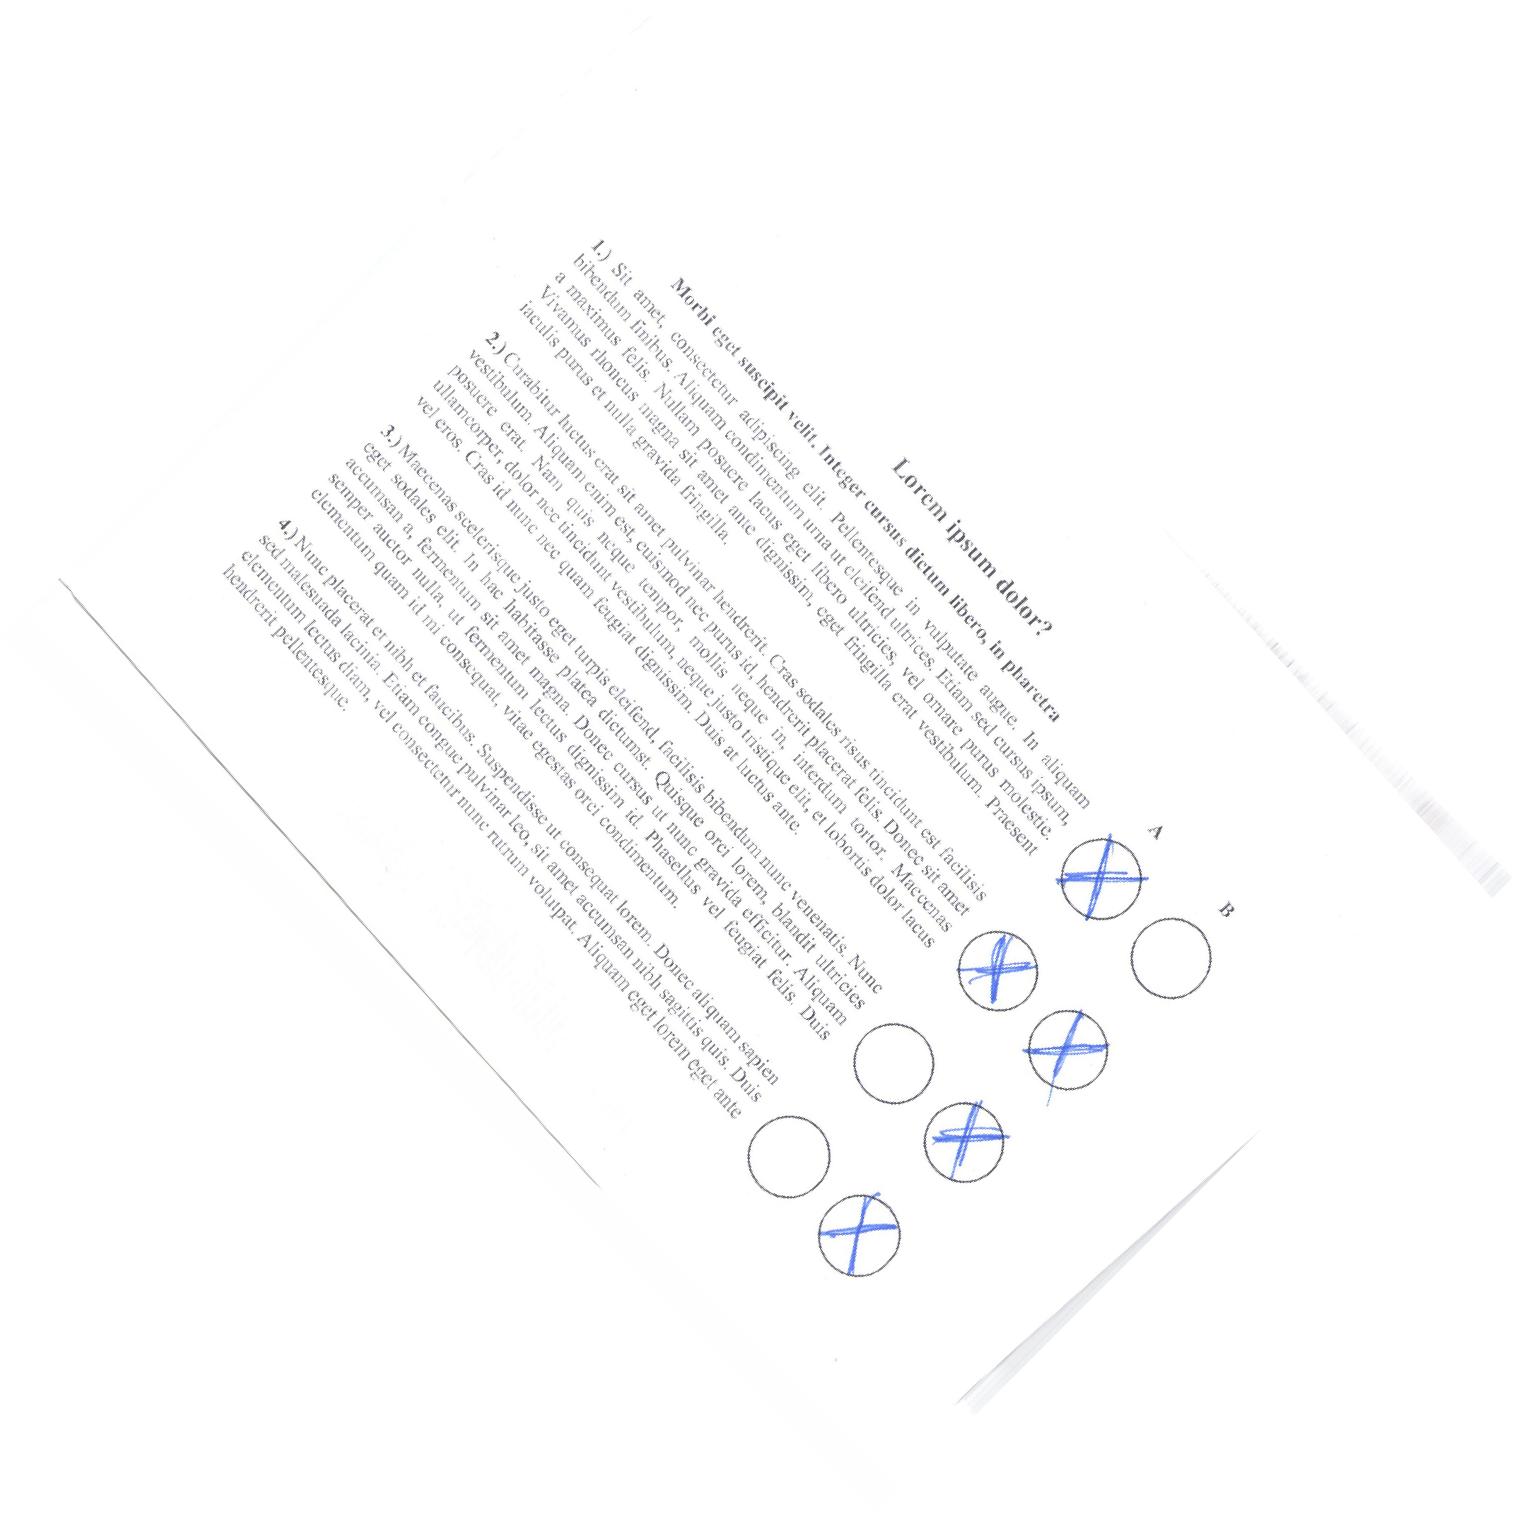 Lorem ipsum dolor?
Morbi eget suscipit velit. Integer cursus dictum libero, in pharetra
A
B
1.) Sit amet, consectetur adipiscing elit. Pellentesque in vulputate augue. In aliquam
bibendum finibus. Aliquam condimentum urna ut eleifend ultrices. Etiam sed cursus ipsum,
a maximus felis. Nullam posuere lacus eget libero ultricies, vel ornare purus molestie.
Vivamus rhoncus magna sit amet ante dignissim, eget fringilla erat vestibulum. Praesent
iaculis purus et nulla gravida fringilla.
2.) Curabitur luctus erat sit amet pulvinar hendrerit. Cras sodales risus tincidunt est facilisis
vestibulum. Aliquam enim est, euismod nec purus id, hendrerit placerat felis. Donec sit amet
posuere erat. Nam quis neque tempor, mollis neque in, interdum tortor. Maecenas
ullamcorper, dolor nec tincidunt vestibulum, neque justo tristique elit, et lobortis dolor lacus
vel eros. Cras id nunc nec quam feugiat dignissim. Duis at luctus ante.
3.) Maecenas scelerisque justo eget turpis eleifend, facilisis bibendum nunc venenatis. Nunc
eget sodales elit. In hac habitasse platea dictumst. Quisque orci lorem, blandit ultricies
accumsan a, fermentum sit amet magna. Donec cursus ut nunc gravida efficitur. Aliquam
semper auctor nulla, ut fermentum lectus dignissim id. Phasellus vel feugiat felis. Duis
elementum quam id mi consequat, vitae egestas orci condimentum.
4.) Nunc placerat et nibh et faucibus. Suspendisse ut consequat lorem. Donec aliquam sapien
sed malesuada lacinia. Etiam congue pulvinar leo, sit amet accumsan nibh sagittis quis. Duis
elementum lectus diam, vel consectetur nunc rutrum volutpat. Aliquam eget lorem eget ante
hendrerit pellentesque.